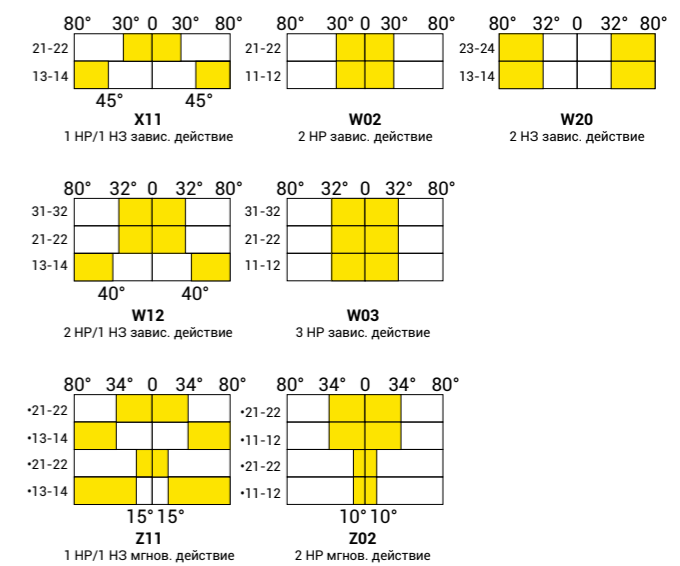 80° 30° 0 30° 80°
21-22
13-14
45° 45°
X11
1 НР/1 НЗ завис. действие
80° 30° 0 30° 80°
21-22
11-12
W02
2 НР завис. действие
80° 32° 0 32° 80°
23-24
13-14
W20
2 НЗ завис. действие
80° 32° 0 32° 80°
31-32
21-22
13-14
40° 40°
W12
2 НР/1 НЗ завис. действие
80° 32° 0 32° 80°
31-32
21-22
11-12
W03
3 НР завис. действие
80° 34° 0 34° 80°
•21-22
•13-14
•21-22
•13-14
15° 15°
Z11
1 НР/1 НЗ мгнов. действие
80° 34° 0 34° 80°
•21-22
•11-12
•21-22
•11-12
10° 10°
Z02
2 НР мгнов. действие